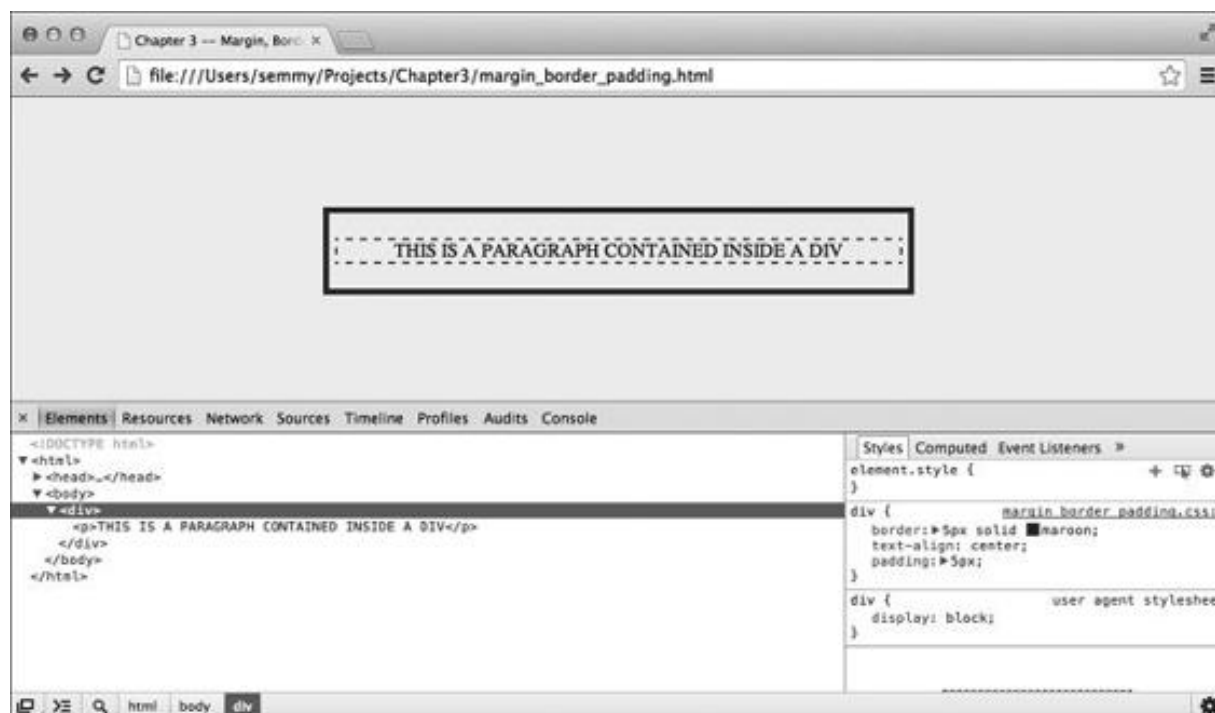 Chapter 3 -- Margin, Bord
file:///Users/semmy/Projects/Chapter3/margin_border_padding.html
THIS IS A PARAGRAPH CONTAINED INSIDE A DIV
× Elements Resources Network Sources Timeline Profiles Audits Console
<!DOCTYPE html>
▼<html>
▶<head>…</head>
▼<body>
▼<div>
<p>THIS IS A PARAGRAPH CONTAINED INSIDE A DIV</p>
</div>
</body>
</html>
Styles Computed Event Listeners »
element.style {
}
div { margin_border_padding.css:
border:▶5px solid maroon;
text-align: center;
padding:▶5px;
}
div { user agent styleshee
display: block;
}
html body div